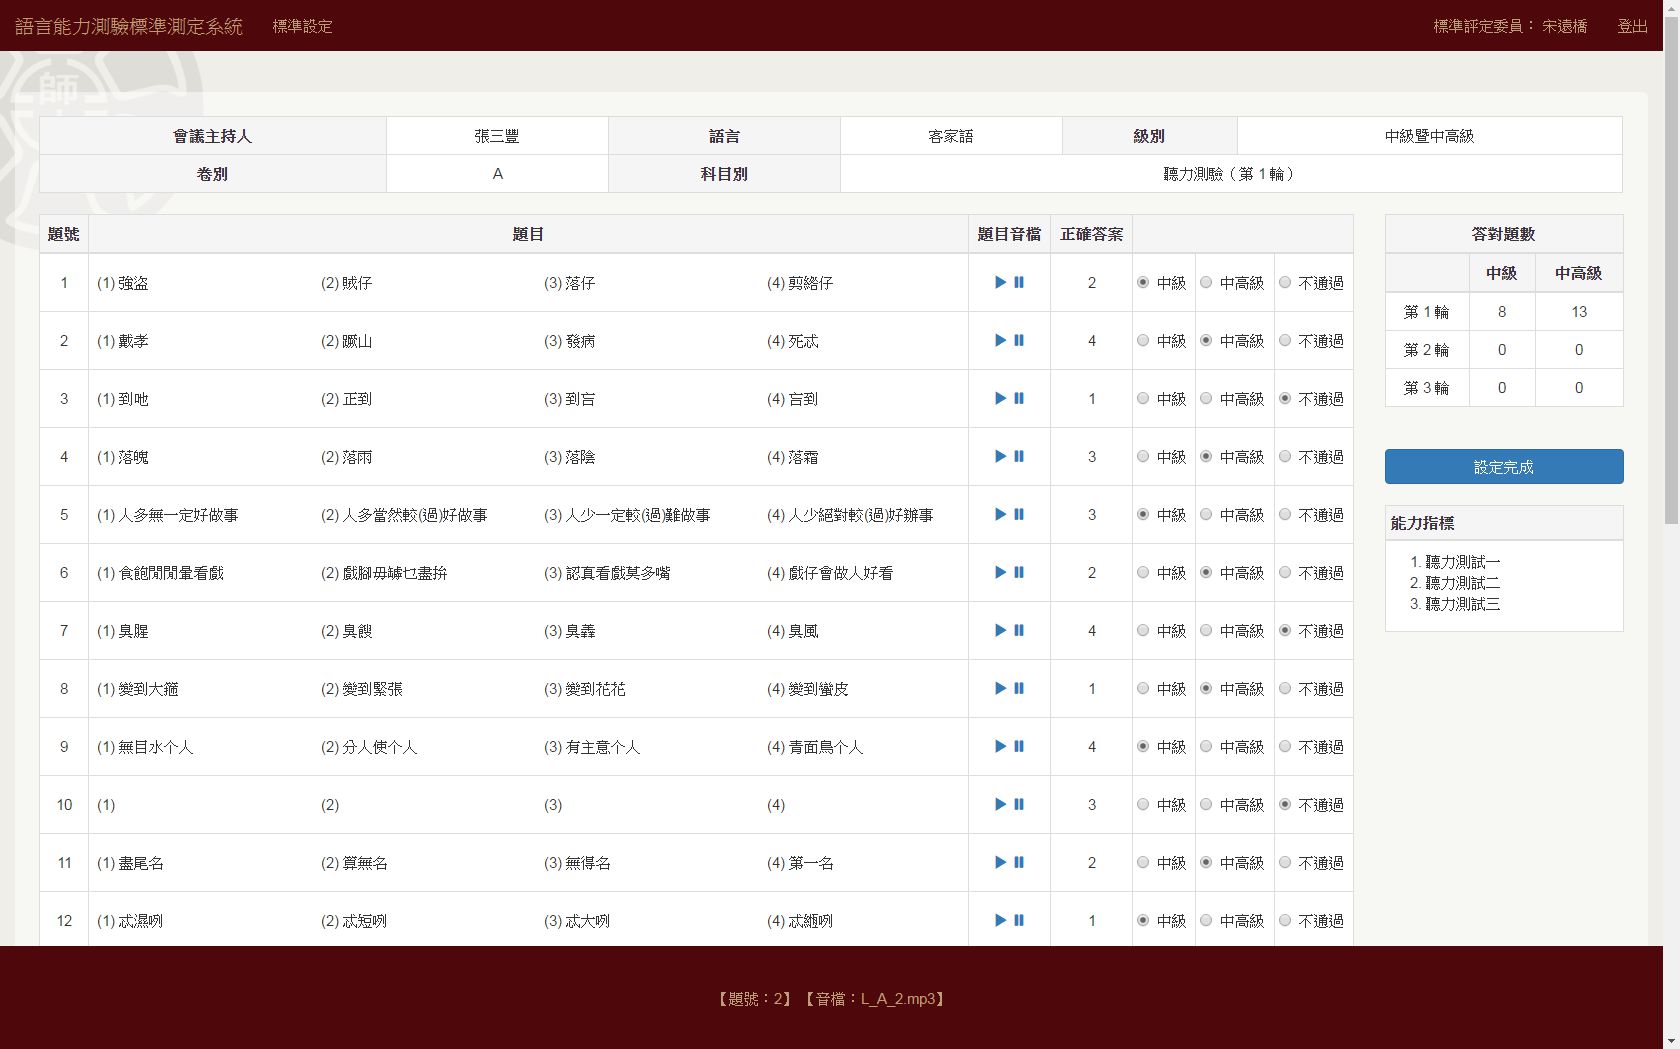 語言能力測驗標準測定系統 標準設定 標準評定委員： 宋遠橋 登出
師
會議主持人 張三豐 語言 客家語 級別 中級暨中高級
卷別 A 科目別 聽力測驗（第 1 輪）
題號 題目 題目音檔 正確答案
1 (1) 強盜 (2) 賊仔 (3) 落仔 (4) 剪綹仔 2 中級 中高級 不通過
2 (1) 戴孝 (2) 蹶山 (3) 發病 (4) 死忒 4 中級 中高級 不通過
3 (1) 到吔 (2) 正到 (3) 到言 (4) 言到 1 中級 中高級 不通過
4 (1) 落魄 (2) 落雨 (3) 落陰 (4) 落霜 3 中級 中高級 不通過
5 (1) 人多無一定好做事 (2) 人多當然較(過)好做事 (3) 人少一定較(過)難做事 (4) 人少絕對較(過)好辦事 3 中級 中高級 不通過
6 (1) 食飽閒閒暈看戲 (2) 戲腳毋罅乜盡拚 (3) 認真看戲莫多嘴 (4) 戲仔會做人好看 2 中級 中高級 不通過
7 (1) 臭腥 (2) 臭餿 (3) 臭羶 (4) 臭風 4 中級 中高級 不通過
8 (1) 變到大箍 (2) 變到緊張 (3) 變到花花 (4) 變到蠻皮 1 中級 中高級 不通過
9 (1) 無目水个人 (2) 分人使个人 (3) 有主意个人 (4) 青面鳥个人 4 中級 中高級 不通過
10 (1) (2) (3) (4) 3 中級 中高級 不通過
11 (1) 盡尾名 (2) 算無名 (3) 無得名 (4) 第一名 2 中級 中高級 不通過
12 (1) 忒濕咧 (2) 忒短咧 (3) 忒大咧 (4) 1 中級 中高級 不通過
答對題數
中級 中高級
第 1 輪 8 13
第 2 輪 0 0
第 3 輪 0 0
設定完成
能力指標
1. 聽力測試一
2. 聽力測試二
3. 聽力測試三
【題號：2】【音檔：L_A_2.mp3】